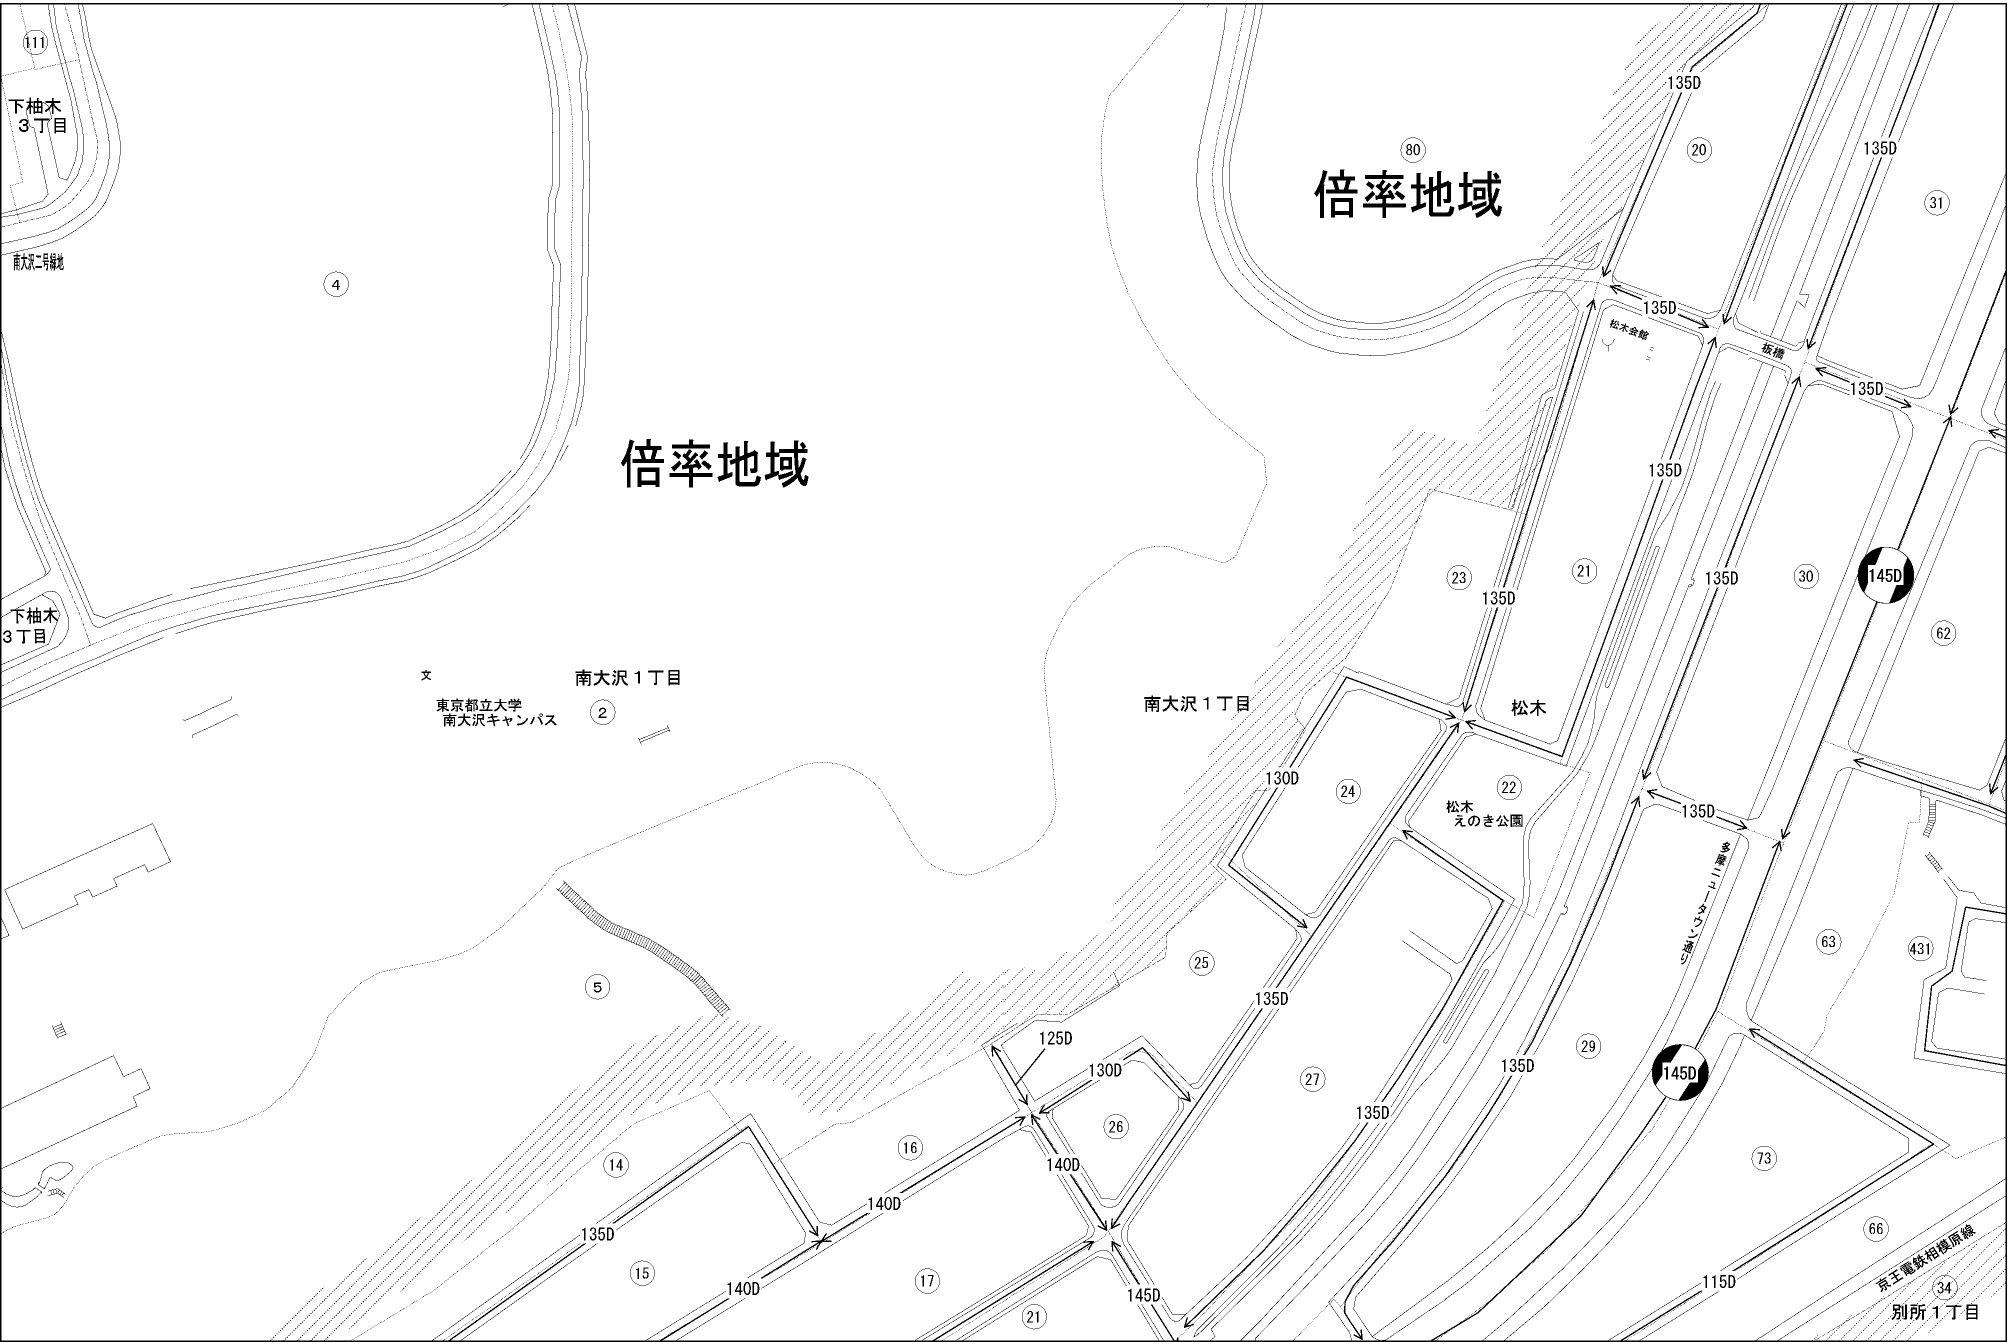 111
下柚木
3丁目
南大沢二号緑地
4
倍率地域
80
倍率地域
135D
20
135D
135D
31
135D
松木会館
板橋
135D
135D
23
21
135D
135D
30
145D
62
135D
下柚木
3丁目
文
東京都立大学
南大沢キャンパス
南大沢1丁目
2
南大沢1丁目
松木
130D
24
22
松木
えのき公園
135D
多摩ニュータウン通り
5
25
135D
63
431
125D
130D
26
27
135D
135D
29
145D
14
16
140D
140D
73
135D
15
140D
17
145D
21
115D
66
京王電鉄相模原線
34
別所1丁目